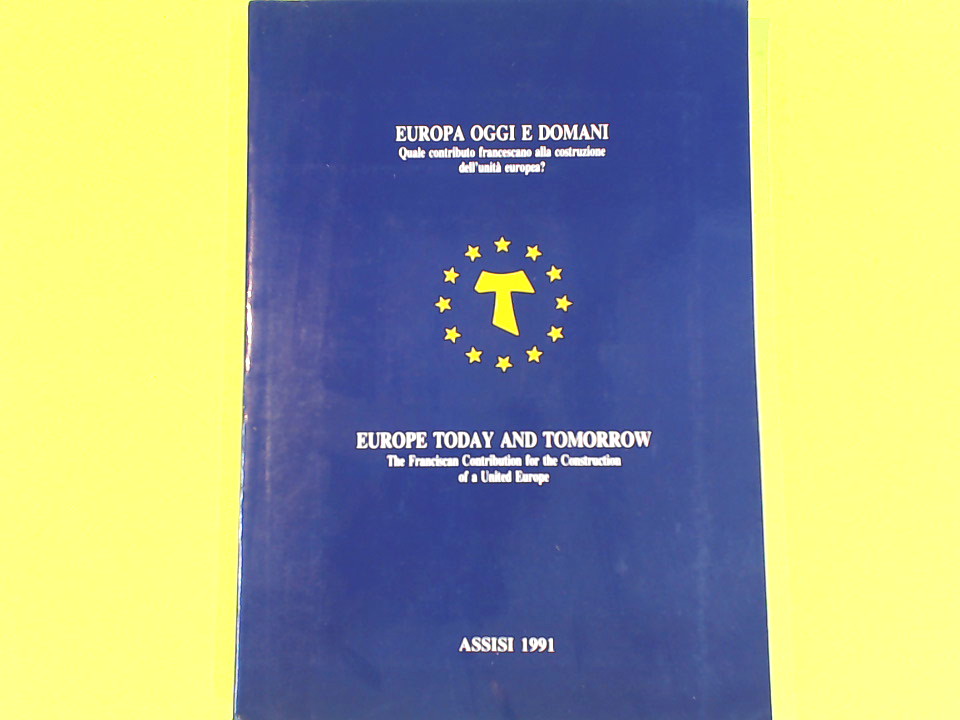 EUROPA OGGI E DOMANI
Quale contributo francescano alla costruzione
dell'unità europea?
EUROPE TODAY AND TOMORROW
The Franciscan Contribution for the Construction
of a United Europe
ASSISI 1991